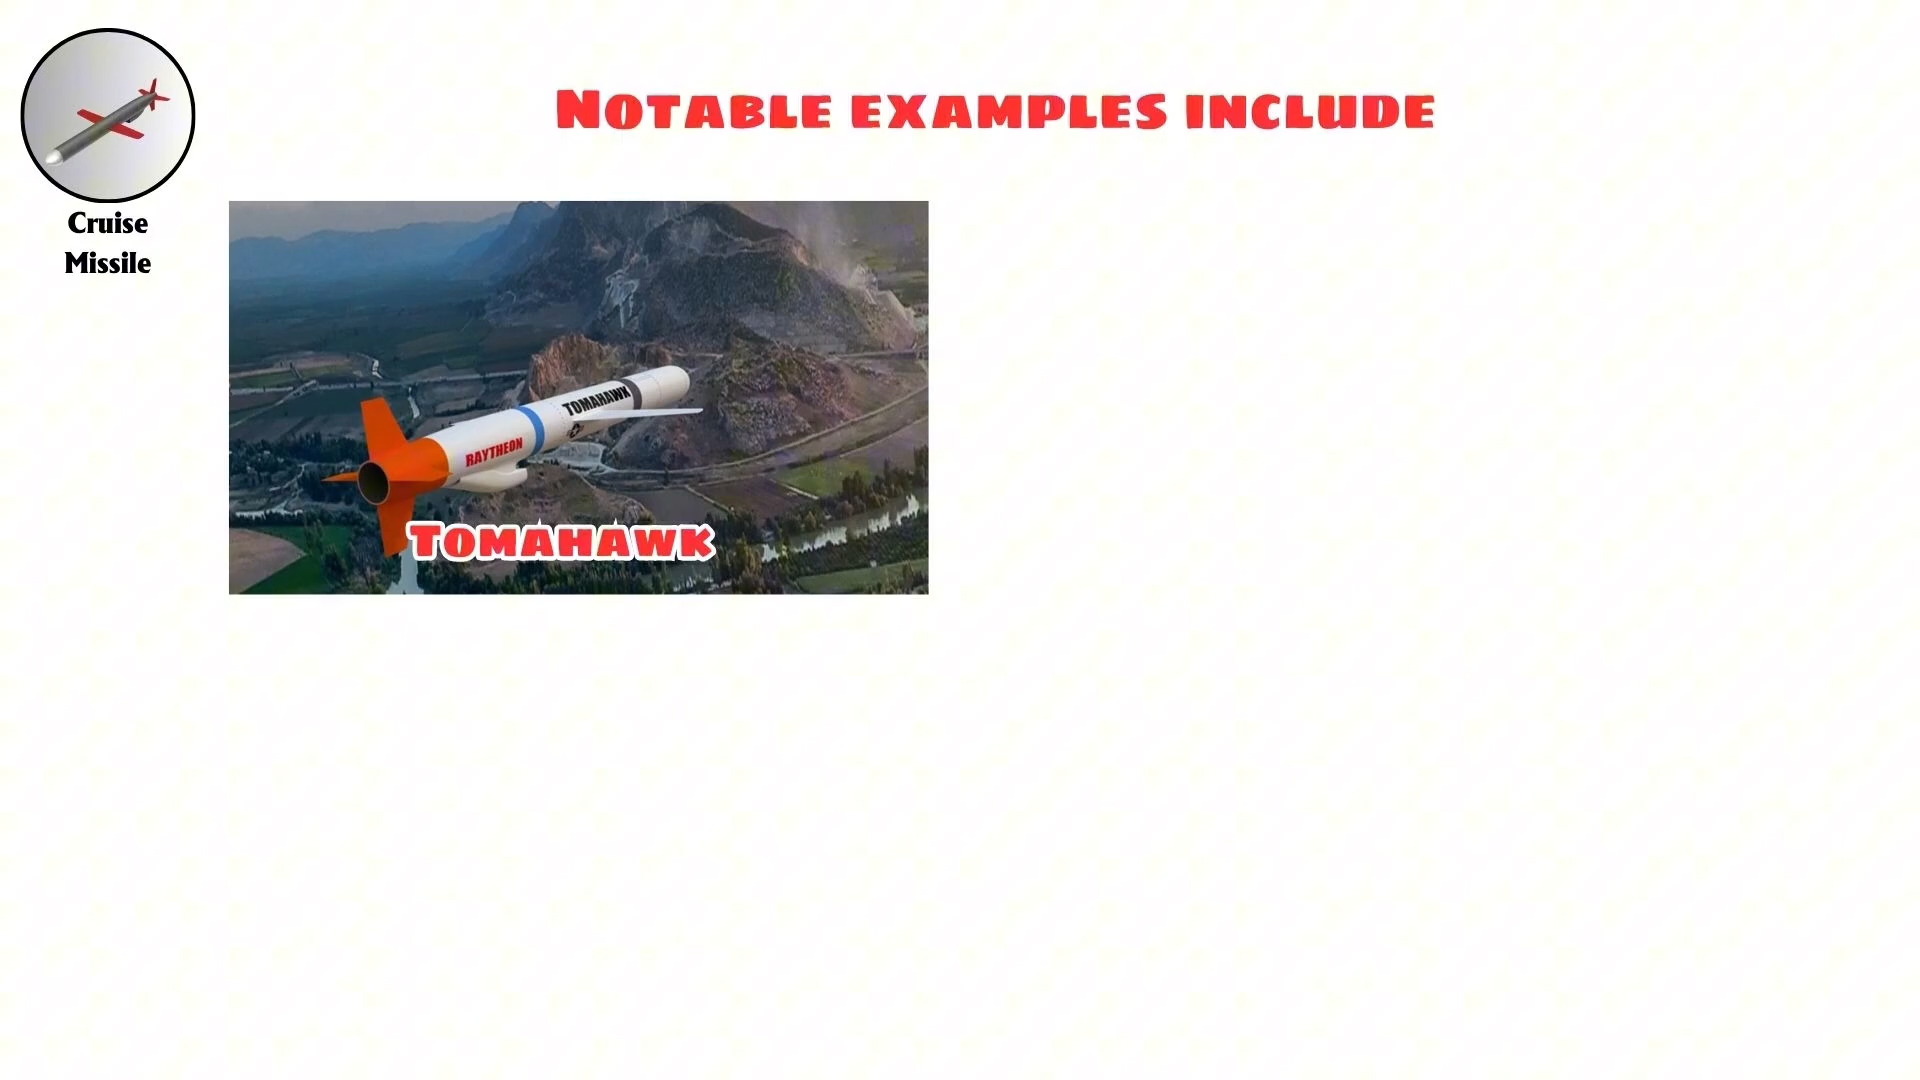 Notable examples include
Cruise
Missile
TOMAHAWK
RAYTHEON
Tomahawk